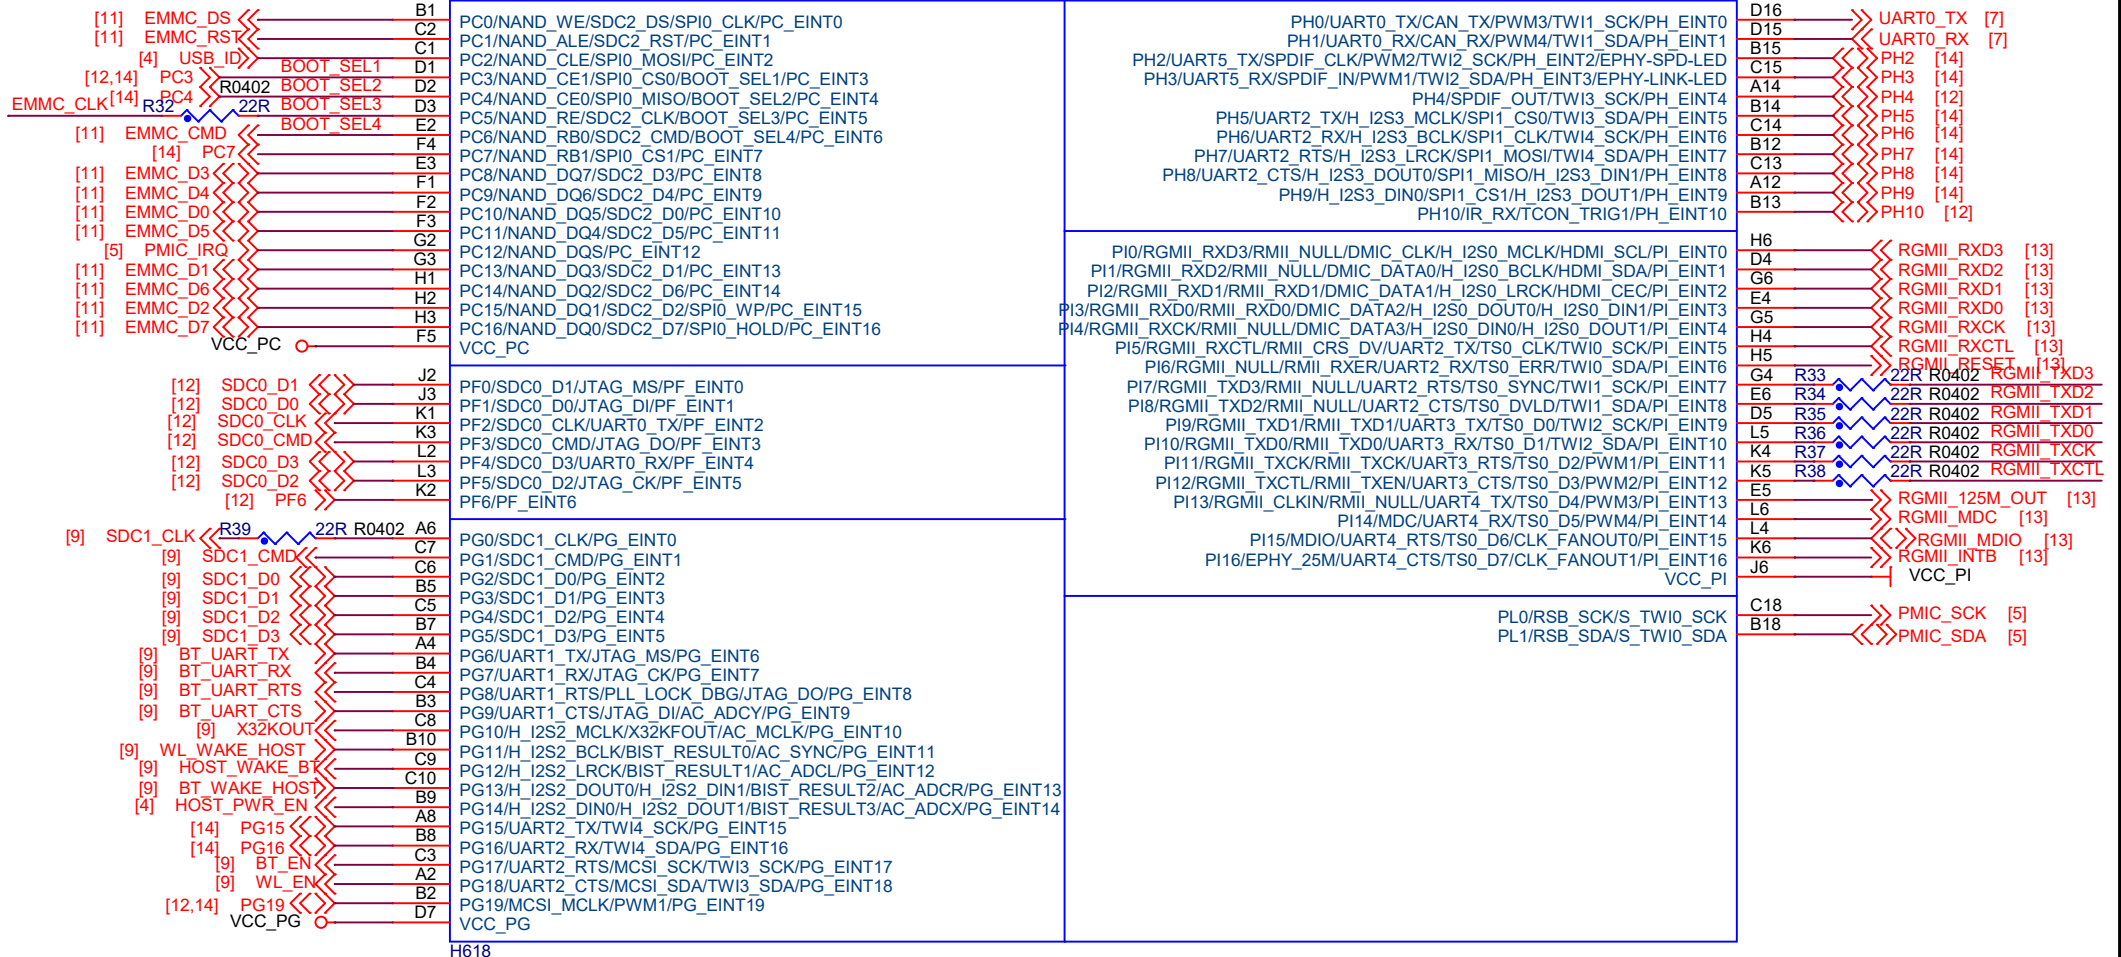 [11] EMMC_DS B1 PC0/NAND_WE/SDC2_DS/SPI0_CLK/PC_EINT0
[11] EMMC_RST C2 PC1/NAND_ALE/SDC2_RST/PC_EINT1
[4] USB_ID C1 PC2/NAND_CLE/SPI0_MOSI/PC_EINT2
[12,14] PC3 BOOT_SEL1 D1 PC3/NAND_CE1/SPI0_CS0/BOOT_SEL1/PC_EINT3
[14] PC4 R0402 BOOT_SEL2 D2 PC4/NAND_CE0/SPI0_MISO/BOOT_SEL2/PC_EINT4
EMMC_CLK R32 22R BOOT_SEL3 D3 PC5/NAND_RE/SDC2_CLK/BOOT_SEL3/PC_EINT5
[11] EMMC_CMD BOOT_SEL4 E2 PC6/NAND_RB0/SDC2_CMD/BOOT_SEL4/PC_EINT6
[14] PC7 F4 PC7/NAND_RB1/SPI0_CS1/PC_EINT7
[11] EMMC_D3 E3 PC8/NAND_DQ7/SDC2_D3/PC_EINT8
[11] EMMC_D4 F1 PC9/NAND_DQ6/SDC2_D4/PC_EINT9
[11] EMMC_D0 F2 PC10/NAND_DQ5/SDC2_D0/PC_EINT10
[11] EMMC_D5 F3 PC11/NAND_DQ4/SDC2_D5/PC_EINT11
[5] PMIC_IRQ G2 PC12/NAND_DQS/PC_EINT12
[11] EMMC_D1 G3 PC13/NAND_DQ3/SDC2_D1/PC_EINT13
[11] EMMC_D6 H1 PC14/NAND_DQ2/SDC2_D6/PC_EINT14
[11] EMMC_D2 H2 PC15/NAND_DQ1/SDC2_D2/SPI0_WP/PC_EINT15
[11] EMMC_D7 H3 PC16/NAND_DQ0/SDC2_D7/SPI0_HOLD/PC_EINT16
VCC_PC F5 VCC_PC
[12] SDC0_D1 J2 PF0/SDC0_D1/JTAG_MS/PF_EINT0
[12] SDC0_D0 J3 PF1/SDC0_D0/JTAG_DI/PF_EINT1
[12] SDC0_CLK K1 PF2/SDC0_CLK/UART0_TX/PF_EINT2
[12] SDC0_CMD K3 PF3/SDC0_CMD/JTAG_DO/PF_EINT3
[12] SDC0_D3 L2 PF4/SDC0_D3/UART0_RX/PF_EINT4
[12] SDC0_D2 L3 PF5/SDC0_D2/JTAG_CK/PF_EINT5
[12] PF6 K2 PF6/PF_EINT6
[9] SDC1_CLK R39 22R R0402 A6 PG0/SDC1_CLK/PG_EINT0
[9] SDC1_CMD C7 PG1/SDC1_CMD/PG_EINT1
[9] SDC1_D0 C6 PG2/SDC1_D0/PG_EINT2
[9] SDC1_D1 B5 PG3/SDC1_D1/PG_EINT3
[9] SDC1_D2 C5 PG4/SDC1_D2/PG_EINT4
[9] SDC1_D3 B7 PG5/SDC1_D3/PG_EINT5
[9] BT_UART_TX A4 PG6/UART1_TX/JTAG_MS/PG_EINT6
[9] BT_UART_RX B4 PG7/UART1_RX/JTAG_CK/PG_EINT7
[9] BT_UART_RTS C4 PG8/UART1_RTS/PLL_LOCK_DBG/JTAG_DO/PG_EINT8
[9] BT_UART_CTS B3 PG9/UART1_CTS/JTAG_DI/AC_ADCY/PG_EINT9
[9] X32KOUT C8 PG10/H_I2S2_MCLK/X32KFOUT/AC_MCLK/PG_EINT10
[9] WL_WAKE_HOST B10 PG11/H_I2S2_BCLK/BIST_RESULT0/AC_SYNC/PG_EINT11
[9] HOST_WAKE_BT C9 PG12/H_I2S2_LRCK/BIST_RESULT1/AC_ADCL/PG_EINT12
[9] BT_WAKE_HOST C10 PG13/H_I2S2_DOUT0/H_I2S2_DIN1/BIST_RESULT2/AC_ADCR/PG_EINT13
[4] HOST_PWR_EN B9 PG14/H_I2S2_DIN0/H_I2S2_DOUT1/BIST_RESULT3/AC_ADCX/PG_EINT14
[14] PG15 A8 PG15/UART2_TX/TWI4_SCK/PG_EINT15
[14] PG16 B8 PG16/UART2_RX/TWI4_SDA/PG_EINT16
[9] BT_EN C3 PG17/UART2_RTS/MCSI_SCK/TWI3_SCK/PG_EINT17
[9] WL_EN A2 PG18/UART2_CTS/MCSI_SDA/TWI3_SDA/PG_EINT18
[12,14] PG19 B2 PG19/MCSI_MCLK/PWM1/PG_EINT19
VCC_PG D7 VCC_PG
H618
PH0/UART0_TX/CAN_TX/PWM3/TWI1_SCK/PH_EINT0 D16 UART0_TX [7]
PH1/UART0_RX/CAN_RX/PWM4/TWI1_SDA/PH_EINT1 D15 UART0_RX [7]
PH2/UART5_TX/SPDIF_CLK/PWM2/TWI2_SCK/PH_EINT2/EPHY-SPD-LED B15 PH2 [14]
PH3/UART5_RX/SPDIF_IN/PWM1/TWI2_SDA/PH_EINT3/EPHY-LINK-LED C15 PH3 [14]
PH4/SPDIF_OUT/TWI3_SCK/PH_EINT4 A14 PH4 [12]
PH5/UART2_TX/H_I2S3_MCLK/SPI1_CS0/TWI3_SDA/PH_EINT5 B14 PH5 [14]
PH6/UART2_RX/H_I2S3_BCLK/SPI1_CLK/TWI4_SCK/PH_EINT6 C14 PH6 [14]
PH7/UART2_RTS/H_I2S3_LRCK/SPI1_MOSI/TWI4_SDA/PH_EINT7 B12 PH7 [14]
PH8/UART2_CTS/H_I2S3_DOUT0/SPI1_MISO/H_I2S3_DIN1/PH_EINT8 C13 PH8 [14]
PH9/H_I2S3_DIN0/SPI1_CS1/H_I2S3_DOUT1/PH_EINT9 A12 PH9 [14]
PH10/IR_RX/TCON_TRIG1/PH_EINT10 B13 PH10 [12]
PI0/RGMII_RXD3/RMII_NULL/DMIC_CLK/H_I2S0_MCLK/HDMI_SCL/PI_EINT0 H6 RGMII_RXD3 [13]
PI1/RGMII_RXD2/RMII_NULL/DMIC_DATA0/H_I2S0_BCLK/HDMI_SDA/PI_EINT1 D4 RGMII_RXD2 [13]
PI2/RGMII_RXD1/RMII_RXD1/DMIC_DATA1/H_I2S0_LRCK/HDMI_CEC/PI_EINT2 G6 RGMII_RXD1 [13]
PI3/RGMII_RXD0/RMII_RXD0/DMIC_DATA2/H_I2S0_DOUT0/H_I2S0_DIN1/PI_EINT3 E4 RGMII_RXD0 [13]
PI4/RGMII_RXCK/RMII_NULL/DMIC_DATA3/H_I2S0_DIN0/H_I2S0_DOUT1/PI_EINT4 G5 RGMII_RXCK [13]
PI5/RGMII_RXCTL/RMII_CRS_DV/UART2_TX/TS0_CLK/TWI0_SCK/PI_EINT5 H4 RGMII_RXCTL [13]
PI6/RGMII_NULL/RMII_RXER/UART2_RX/TS0_ERR/TWI0_SDA/PI_EINT6 H5 RGMII_RESET [13]
PI7/RGMII_TXD3/RMII_NULL/UART2_RTS/TS0_SYNC/TWI1_SCK/PI_EINT7 G4 R33 22R R0402 RGMII_TXD3
PI8/RGMII_TXD2/RMII_NULL/UART2_CTS/TS0_DVLD/TWI1_SDA/PI_EINT8 E6 R34 22R R0402 RGMII_TXD2
PI9/RGMII_TXD1/RMII_TXD1/UART3_TX/TS0_D0/TWI2_SCK/PI_EINT9 D5 R35 22R R0402 RGMII_TXD1
PI10/RGMII_TXD0/RMII_TXD0/UART3_RX/TS0_D1/TWI2_SDA/PI_EINT10 L5 R36 22R R0402 RGMII_TXD0
PI11/RGMII_TXCK/RMII_TXCK/UART3_RTS/TS0_D2/PWM1/PI_EINT11 K4 R37 22R R0402 RGMII_TXCK
PI12/RGMII_TXCTL/RMII_TXEN/UART3_CTS/TS0_D3/PWM2/PI_EINT12 K5 R38 22R R0402 RGMII_TXCTL
PI13/RGMII_CLKIN/RMII_NULL/UART4_TX/TS0_D4/PWM3/PI_EINT13 E5 RGMII_125M_OUT [13]
PI14/MDC/UART4_RX/TS0_D5/PWM4/PI_EINT14 L6 RGMII_MDC [13]
PI15/MDIO/UART4_RTS/TS0_D6/CLK_FANOUT0/PI_EINT15 L4 RGMII_MDIO [13]
PI16/EPHY_25M/UART4_CTS/TS0_D7/CLK_FANOUT1/PI_EINT16 K6 RGMII_INTB [13]
VCC_PI J6 VCC_PI
PL0/RSB_SCK/S_TWI0_SCK C18 PMIC_SCK [5]
PL1/RSB_SDA/S_TWI0_SDA B18 PMIC_SDA [5]